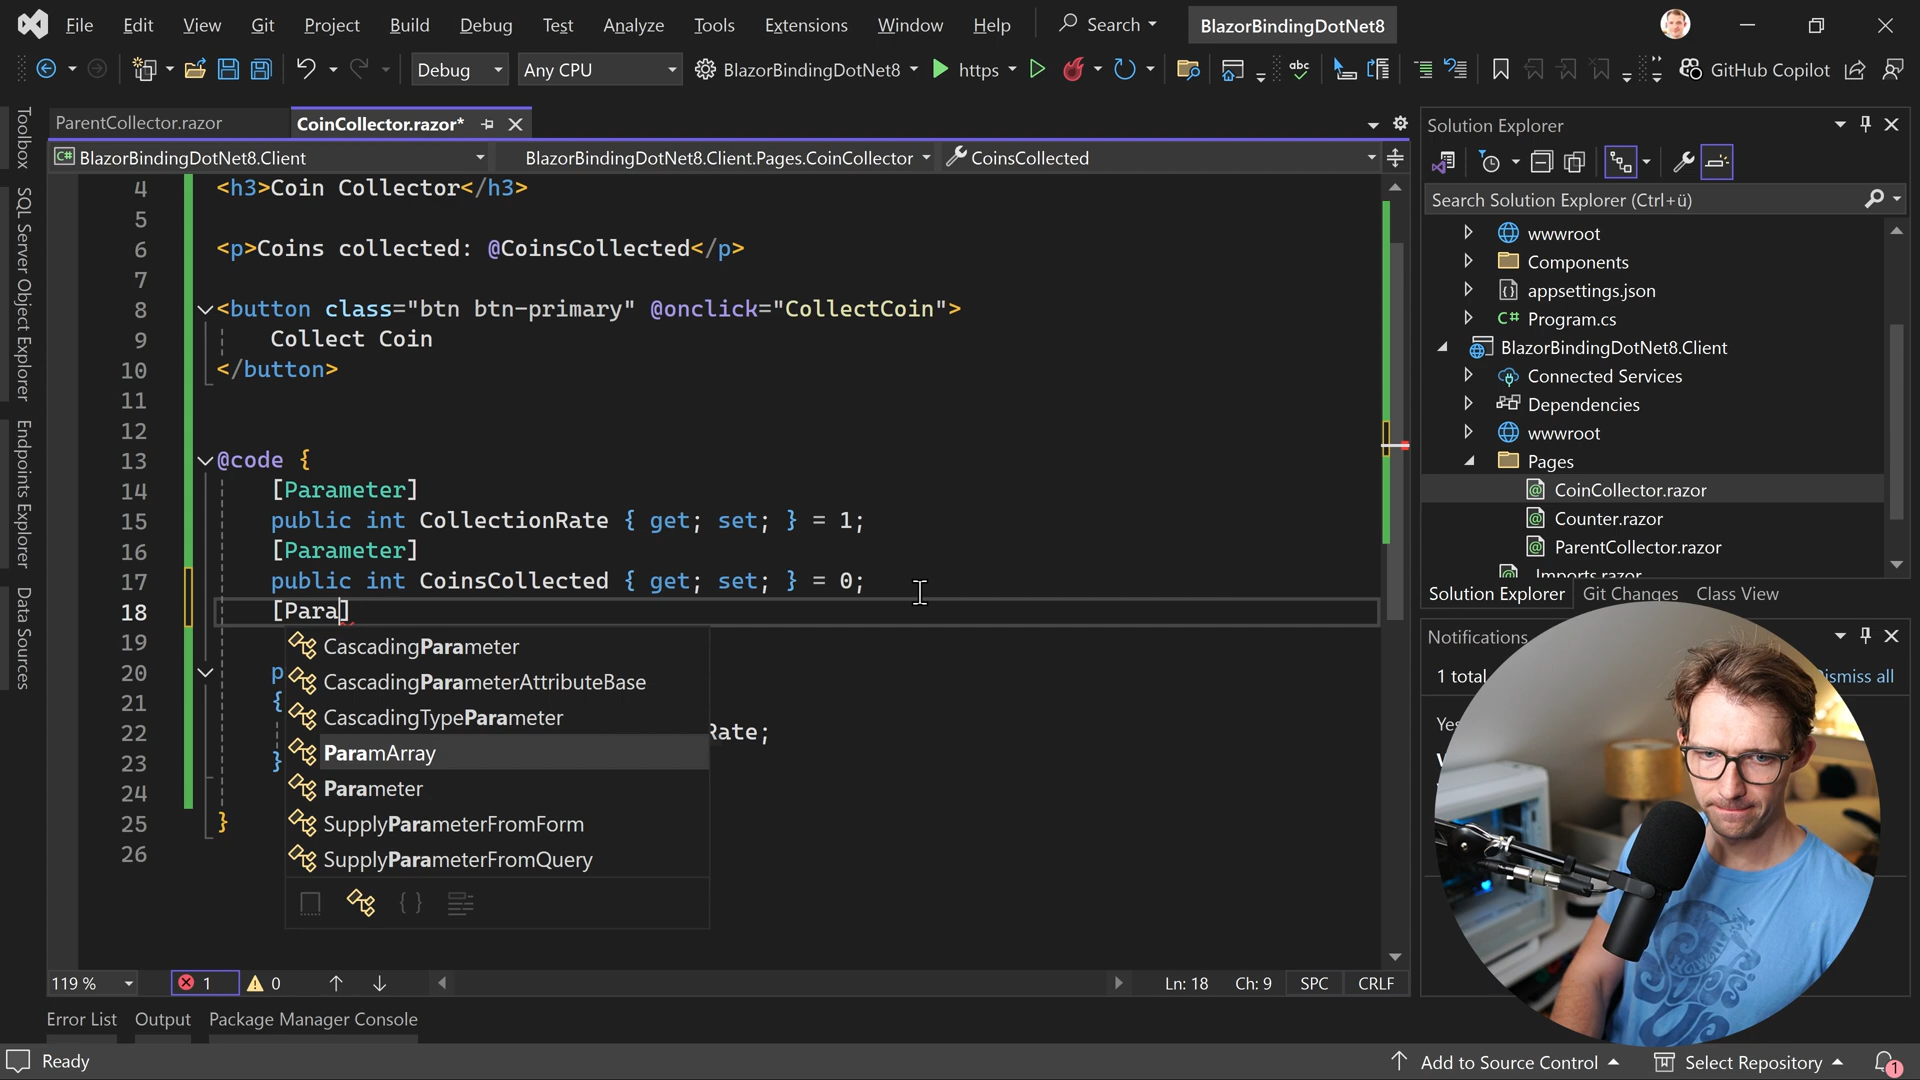 File Edit View Git Project Build Debug Test Analyze Tools Extensions Window Help Search BlazorBindingDotNet8
Debug Any CPU BlazorBindingDotNet8 https abc GitHub Copilot
Toolbox
SQL Server Object Explorer
Endpoints Explorer
Data Sources
ParentCollector.razor CoinCollector.razor*
C# BlazorBindingDotNet8.Client BlazorBindingDotNet8.Client.Pages.CoinCollector CoinsCollected
4 <h3>Coin Collector</h3>
5
6 <p>Coins collected: @CoinsCollected</p>
7
8 <button class="btn btn-primary" @onclick="CollectCoin">
9 Collect Coin
10 </button>
11
12
13 @code {
14 [Parameter]
15 public int CollectionRate { get; set; } = 1;
16 [Parameter]
17 public int CoinsCollected { get; set; } = 0;
18 [Para]
19
20 p
21 {
22 Rate;
23 }
24
25 }
26
CascadingParameter
CascadingParameterAttributeBase
CascadingTypeParameter
ParamArray
Parameter
SupplyParameterFromForm
SupplyParameterFromQuery
119 % 1 0 Ln: 18 Ch: 9 SPC CRLF
Error List Output Package Manager Console
Ready Add to Source Control Select Repository 1
Solution Explorer
Search Solution Explorer (Ctrl+ü)
wwwroot
Components
appsettings.json
C# Program.cs
BlazorBindingDotNet8.Client
Connected Services
Dependencies
wwwroot
Pages
CoinCollector.razor
Counter.razor
ParentCollector.razor
_Imports.razor
Solution Explorer Git Changes Class View
Notifications
1 total Dismiss all
Yes